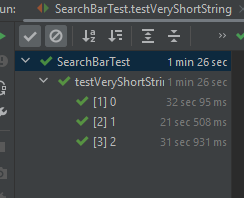 un: SearchBarTest.testVeryShortString
SearchBarTest 1 min 26 sec
testVeryShortStrin 1 min 26 sec
[1] 0 32 sec 95 ms
[2] 1 21 sec 508 ms
[3] 2 31 sec 931 ms